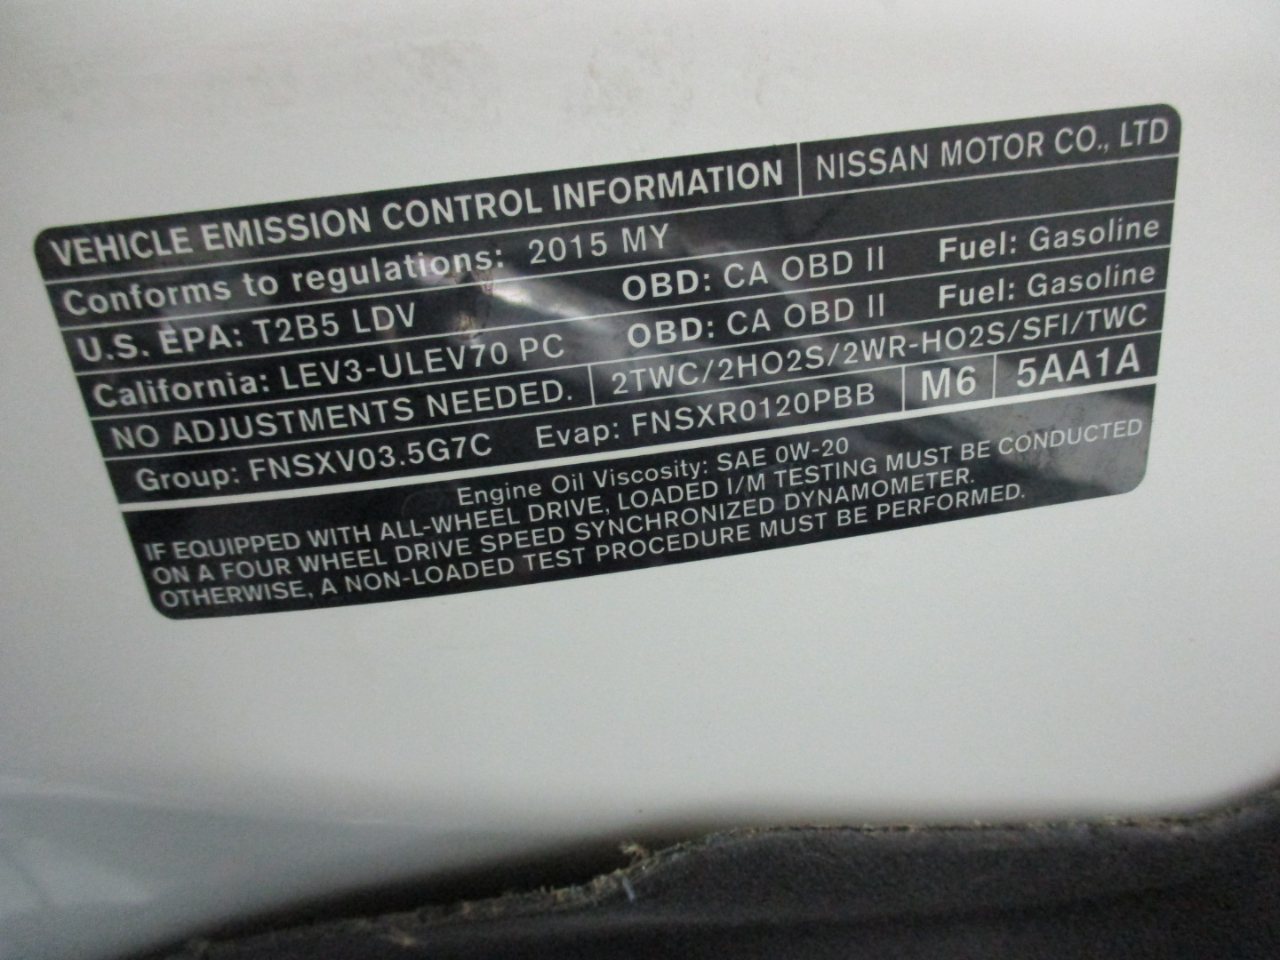 VEHICLE EMISSION CONTROL INFORMATION NISSAN MOTOR CO., LTD
Conforms to regulations: 2015 MY
U.S. EPA: T2B5 LDV OBD: CA OBD II Fuel: Gasoline
California: LEV3-ULEV70 PC OBD: CA OBD II Fuel: Gasoline
NO ADJUSTMENTS NEEDED. 2TWC/2HO2S/2WR-HO2S/SFI/TWC
Group: FNSXV03.5G7C Evap: FNSXR0120PBB M6 5AA1A
Engine Oil Viscosity: SAE 0W-20
IF EQUIPPED WITH ALL-WHEEL DRIVE, LOADED I/M TESTING MUST BE CONDUCTED
ON A FOUR WHEEL DRIVE SPEED SYNCHRONIZED DYNAMOMETER.
OTHERWISE, A NON-LOADED TEST PROCEDURE MUST BE PERFORMED.